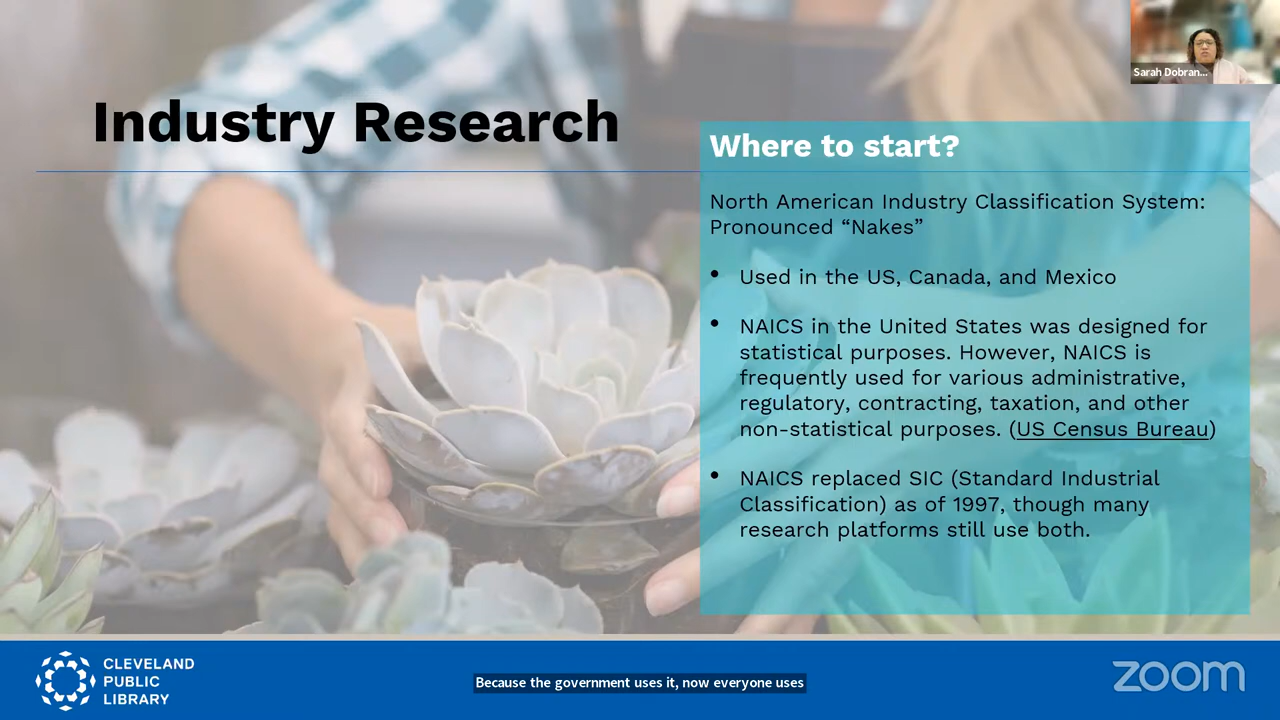 Sarah Dobran...
Industry Research
Where to start?
North American Industry Classification System:
Pronounced “Nakes”
• Used in the US, Canada, and Mexico
• NAICS in the United States was designed for
statistical purposes. However, NAICS is
frequently used for various administrative,
regulatory, contracting, taxation, and other
non-statistical purposes. (US Census Bureau)
• NAICS replaced SIC (Standard Industrial
Classification) as of 1997, though many
research platforms still use both.
CLEVELAND
PUBLIC
LIBRARY
Because the government uses it, now everyone uses
zoom